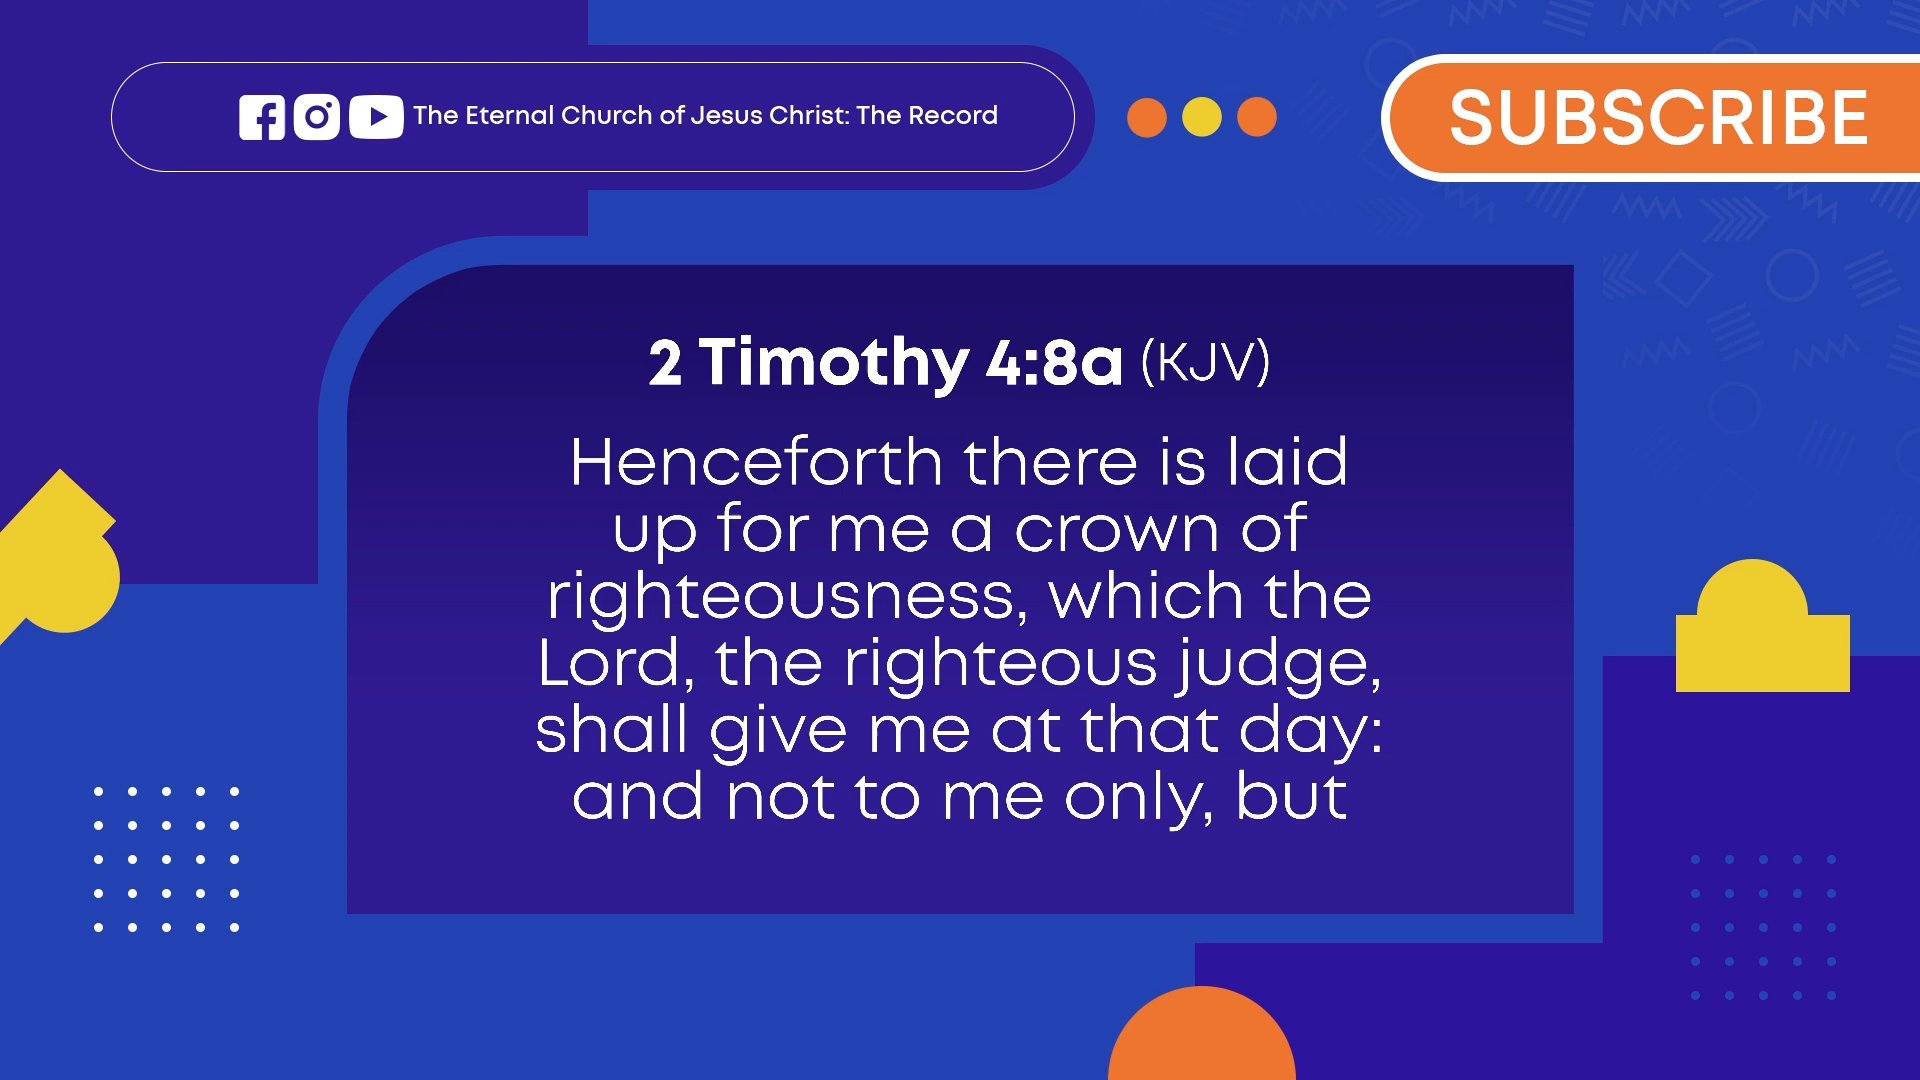 The Eternal Church of Jesus Christ: The Record
SUBSCRIBE
2 Timothy 4:8a (KJV)
Henceforth there is laid
up for me a crown of
righteousness, which the
Lord, the righteous judge,
shall give me at that day:
and not to me only, but